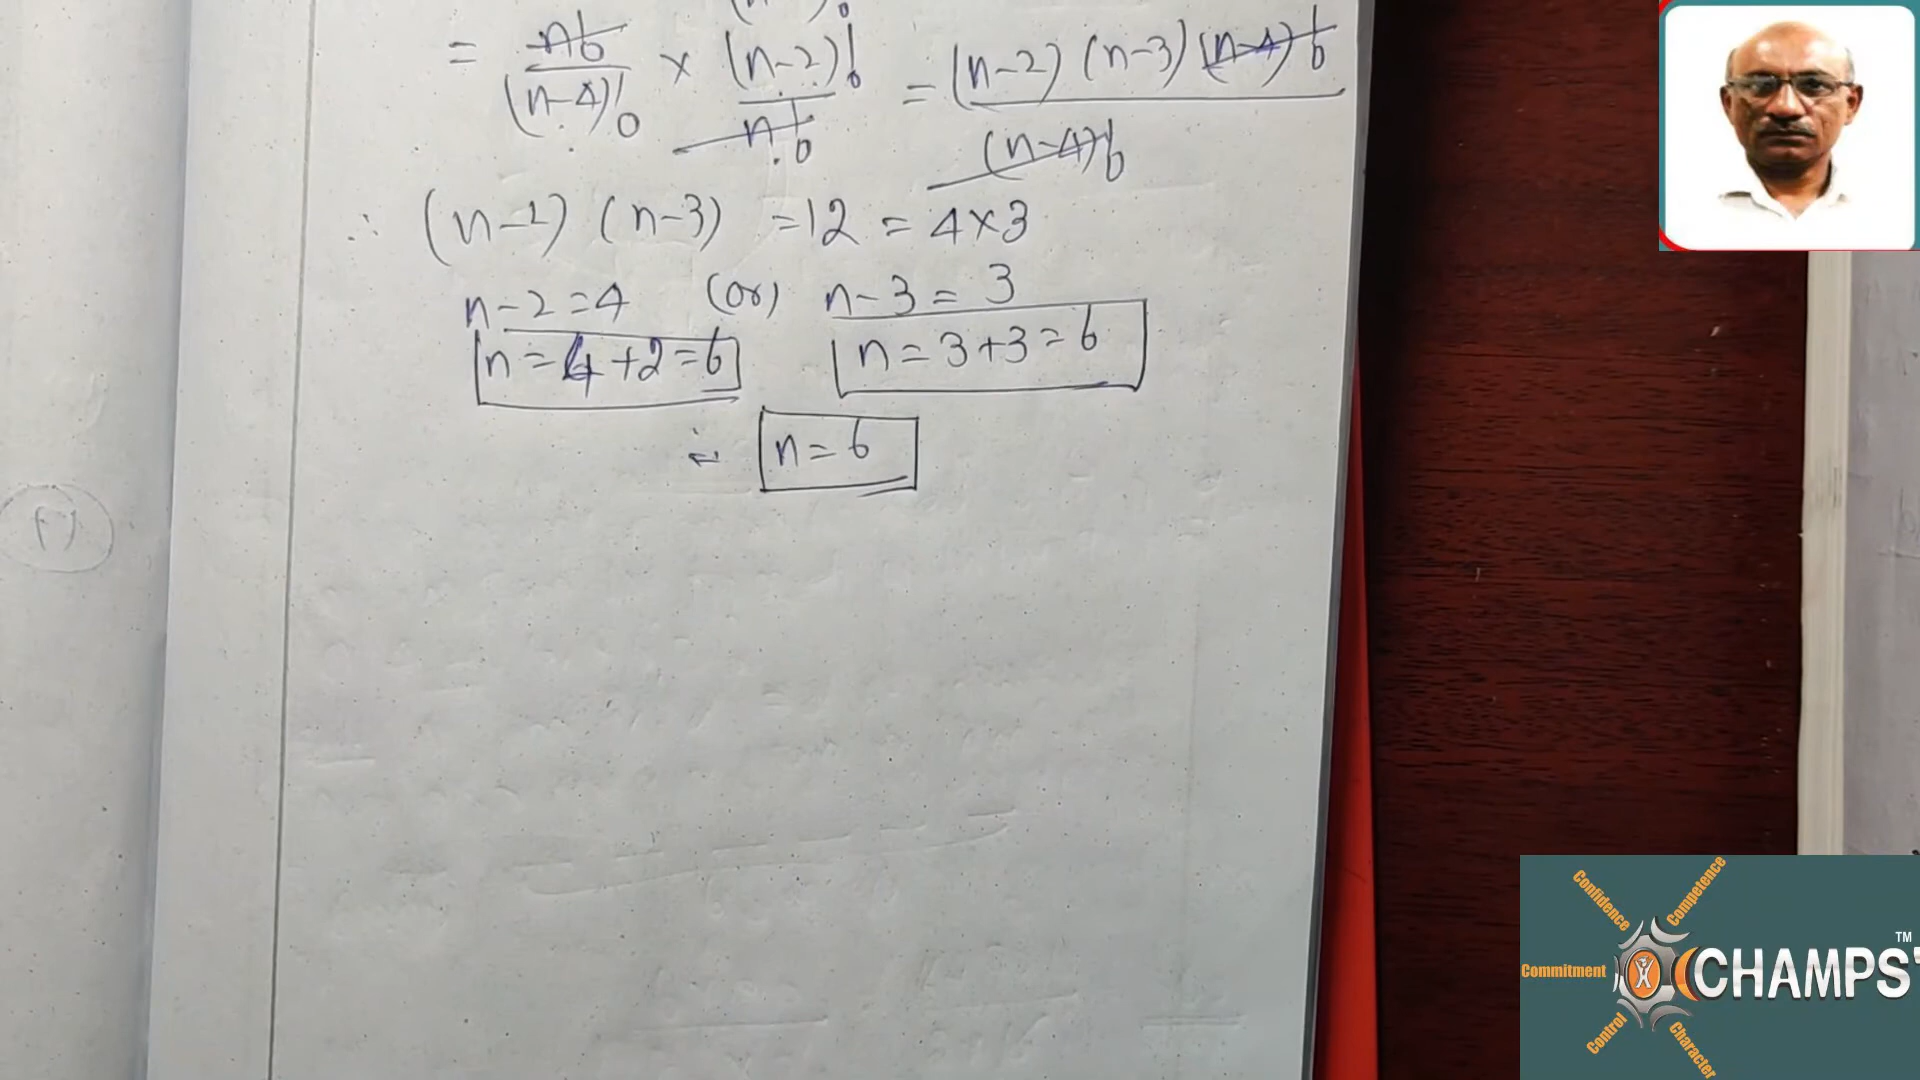 = n! / (n-4)! × (n-2)! / n! = (n-2) (n-3) (n-4)! / (n-4)!
∴ (n-2) (n-3) = 12 = 4×3
n-2 = 4 (or) n-3 = 3
n = 4+2 = 6 n = 3+3 = 6
∴ n = 6
Confidence
Competence
Commitment
CHAMPS
TM
Control
Character